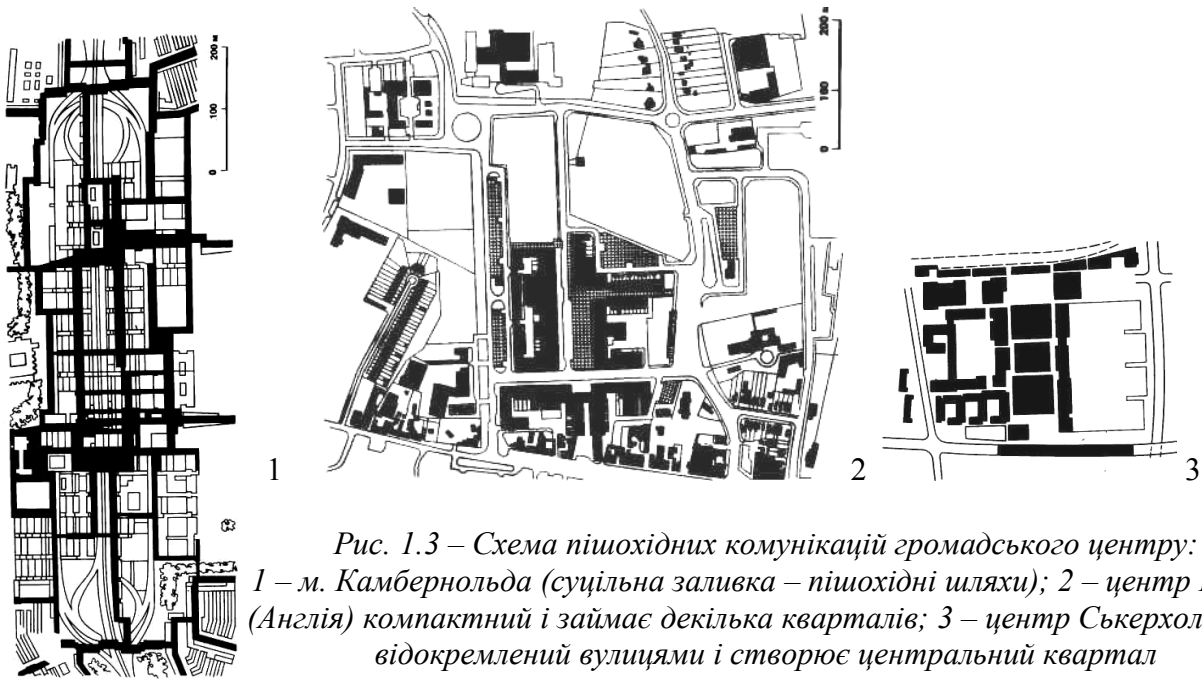 200 м
100
0
200 м
100
0
1
2
3
Рис. 1.3 – Схема пішохідних комунікацій громадського центру:
1 – м. Камбернольда (суцільна заливка – пішохідні шляхи); 2 – центр
(Англія) компактний і займає декілька кварталів; 3 – центр Ськерхол
відокремлений вулицями і створює центральний квартал